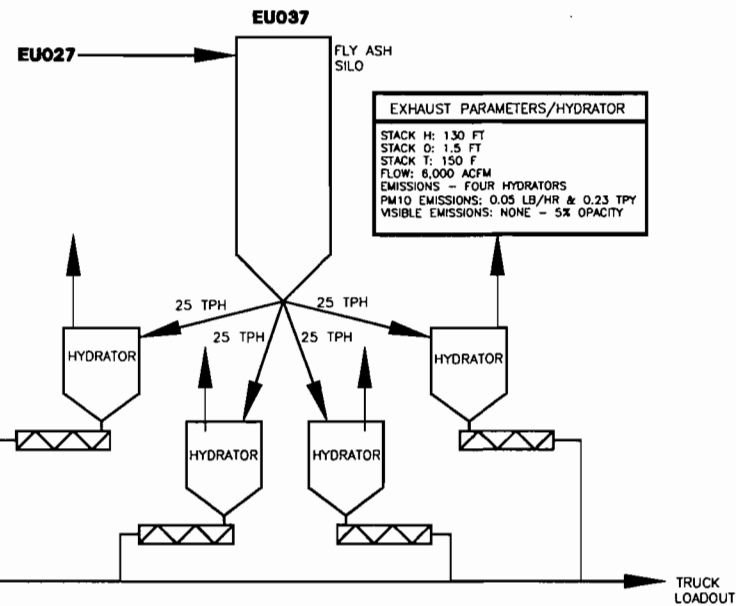 EU037
EU027
FLY ASH
SILO
EXHAUST PARAMETERS/HYDRATOR
STACK H: 130 FT
STACK D: 1.5 FT
STACK T: 150 F
FLOW: 6,000 ACFM
EMISSIONS – FOUR HYDRATORS
PM10 EMISSIONS: 0.05 LB/HR & 0.23 TPY
VISIBLE EMISSIONS: NONE – 5% OPACITY
25 TPH
25 TPH
25 TPH
25 TPH
HYDRATOR
HYDRATOR
HYDRATOR
HYDRATOR
TRUCK
LOADOUT